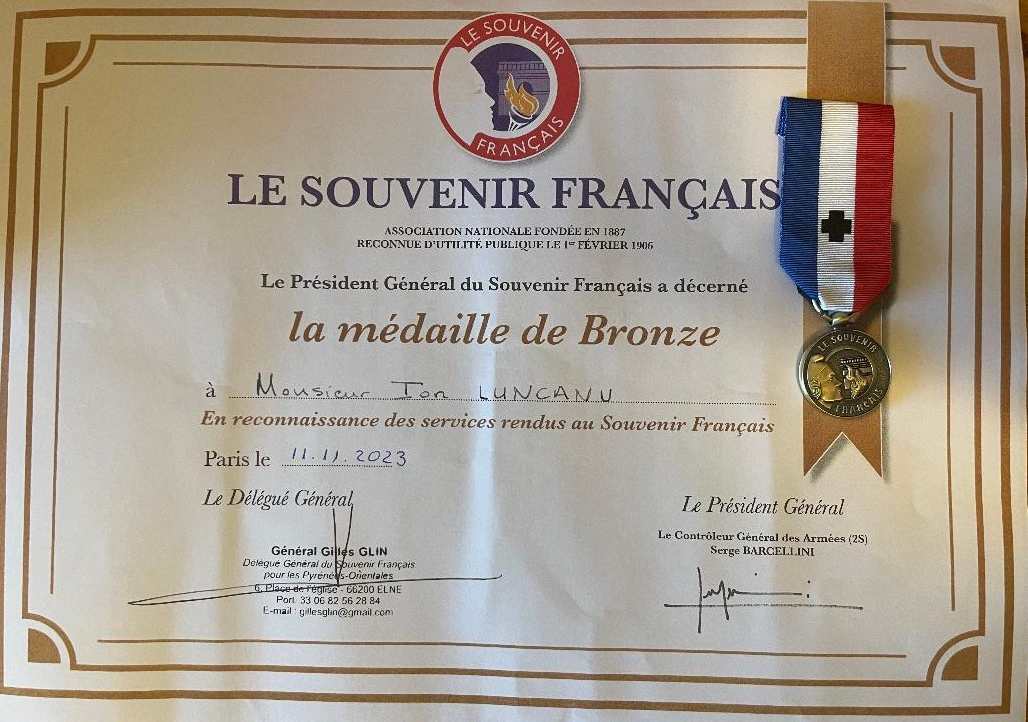 LE SOUVENIR
FRANÇAIS
LE SOUVENIR FRANÇAIS
ASSOCIATION NATIONALE FONDÉE EN 1887
RECONNUE D'UTILITÉ PUBLIQUE LE 1er FÉVRIER 1906
Le Président Général du Souvenir Français a décerné
la médaille de Bronze
à Monsieur Ion LUNCANU
En reconnaissance des services rendus au Souvenir Français
Paris le 11.11.2023
Le Délégué Général
Général Gilles GLIN
Délégué Général du Souvenir Français
pour les Pyrénées-Orientales
6, Place de l'église - 66200 ELNE
Port. 33 06 82 56 28 84
E-mail : gillesglin@gmail.com
Le Président Général
Le Contrôleur Général des Armées (2S)
Serge BARCELLINI
LE SOUVENIR
FRANÇAIS